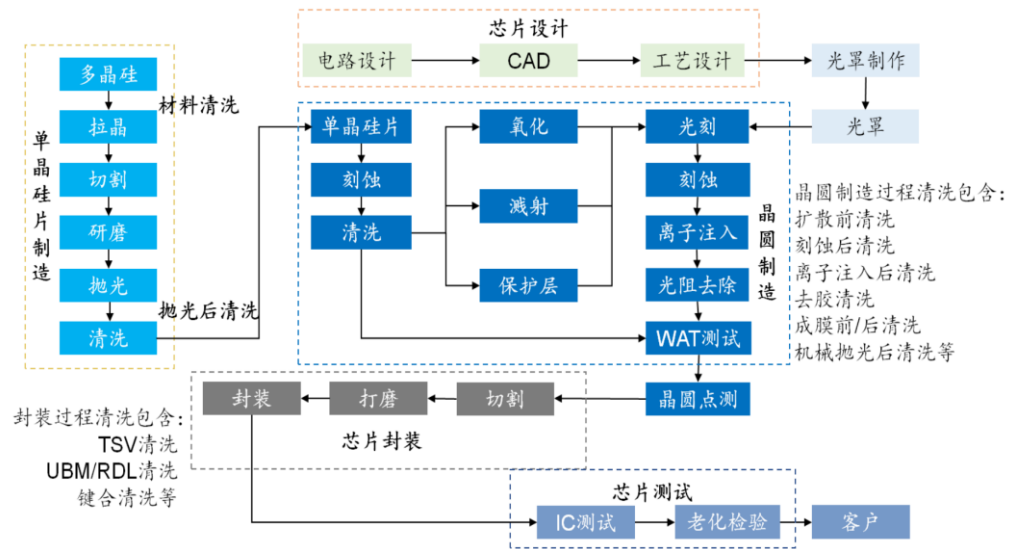 芯片设计
电路设计
CAD
工艺设计
光罩制作
光罩
单晶硅片制造
多晶硅
材料清洗
拉晶
切割
研磨
抛光
抛光后清洗
清洗
晶圆制造
单晶硅片
刻蚀
清洗
氧化
溅射
保护层
光刻
刻蚀
离子注入
光阻去除
WAT测试
晶圆制造过程清洗包含：
扩散前清洗
刻蚀后清洗
离子注入后清洗
去胶清洗
成膜前/后清洗
机械抛光后清洗等
晶圆点测
切割
打磨
封装
芯片封装
封装过程清洗包含：
TSV清洗
UBM/RDL清洗
键合清洗等
芯片测试
IC测试
老化检验
客户